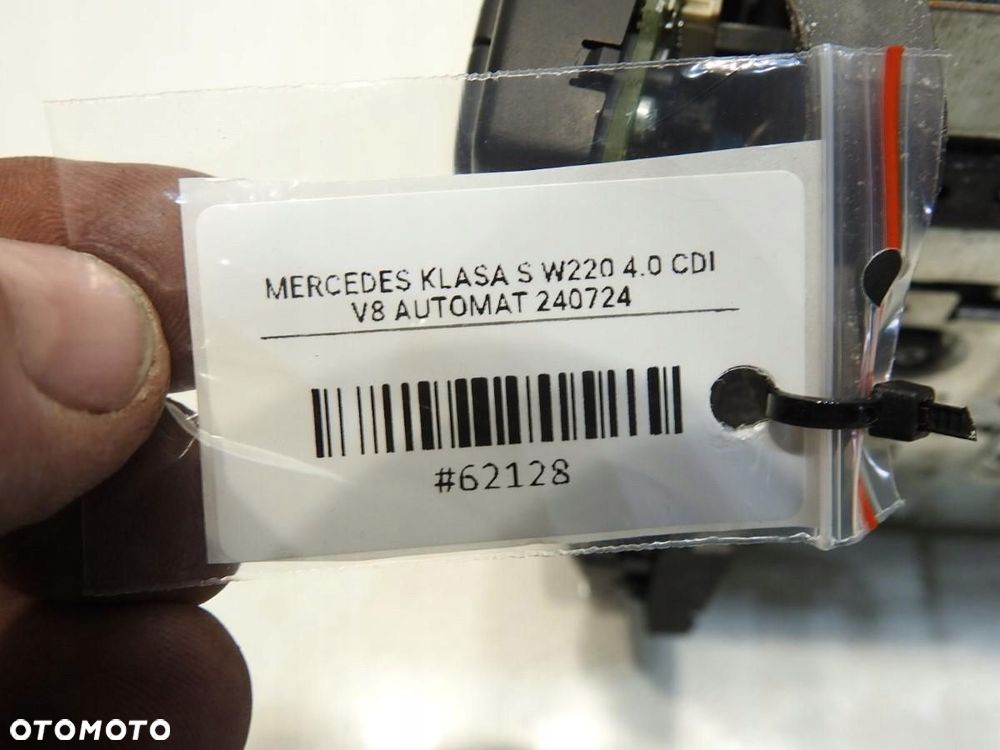 MERCEDES KLASA S W220 4.0 CDI
V8 AUTOMAT 240724
#62128
OTOMOTO